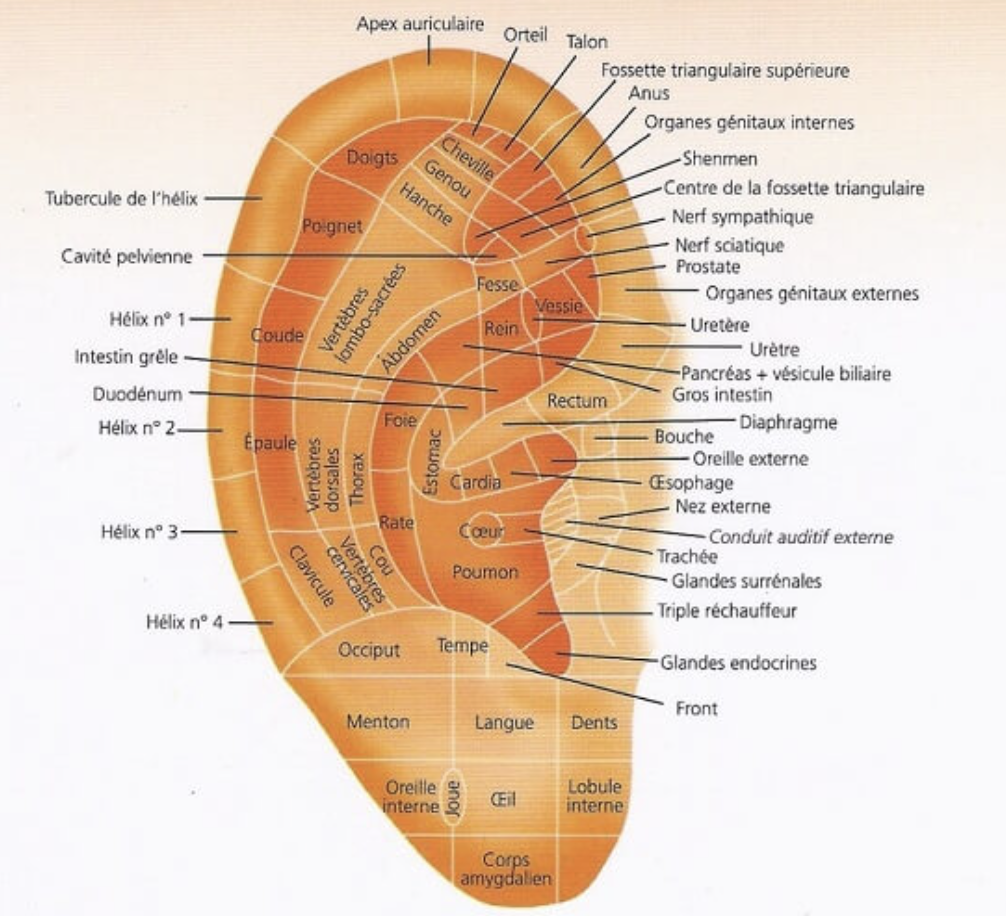 Apex auriculaire
Orteil
Talon
Fossette triangulaire supérieure
Anus
Organes génitaux internes
Shenmen
Centre de la fossette triangulaire
Nerf sympathique
Nerf sciatique
Prostate
Organes génitaux externes
Uretère
Urètre
Pancréas + vésicule biliaire
Gros intestin
Diaphragme
Bouche
Oreille externe
Œsophage
Nez externe
Conduit auditif externe
Trachée
Glandes surrénales
Triple réchauffeur
Glandes endocrines
Front
Tubercule de l'hélix
Cavité pelvienne
Hélix n° 1
Intestin grêle
Duodénum
Hélix n° 2
Hélix n° 3
Hélix n° 4
Doigts
Cheville
Genou
Hanche
Poignet
Fesse
Vessie
Vertèbres
lombo-sacrées
Abdomen
Rein
Coude
Rectum
Foie
Épaule
Vertèbres
dorsales
Thorax
Estomac
Cardia
Rate
Cœur
Poumon
Clavicule
Vertèbres
cervicales
Cou
Occiput
Tempe
Menton
Langue
Dents
Oreille
interne
Joue
Œil
Lobule
interne
Corps
amygdalien